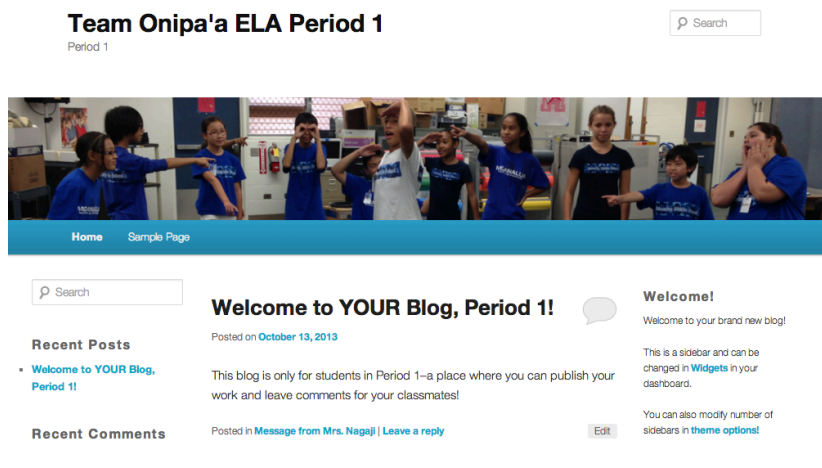 Team Onipa'a ELA Period 1
Period 1
Search
Home Sample Page
Search
Recent Posts
Welcome to YOUR Blog,
Period 1!
Recent Comments
Welcome to YOUR Blog, Period 1!
Posted on October 13, 2013
This blog is only for students in Period 1–a place where you can publish your
work and leave comments for your classmates!
Posted in Message from Mrs. Nagaji | Leave a reply
Edit
Welcome!
Welcome to your brand new blog!
This is a sidebar and can be
changed in Widgets in your
dashboard.
You can also modify number of
sidebars in theme options!